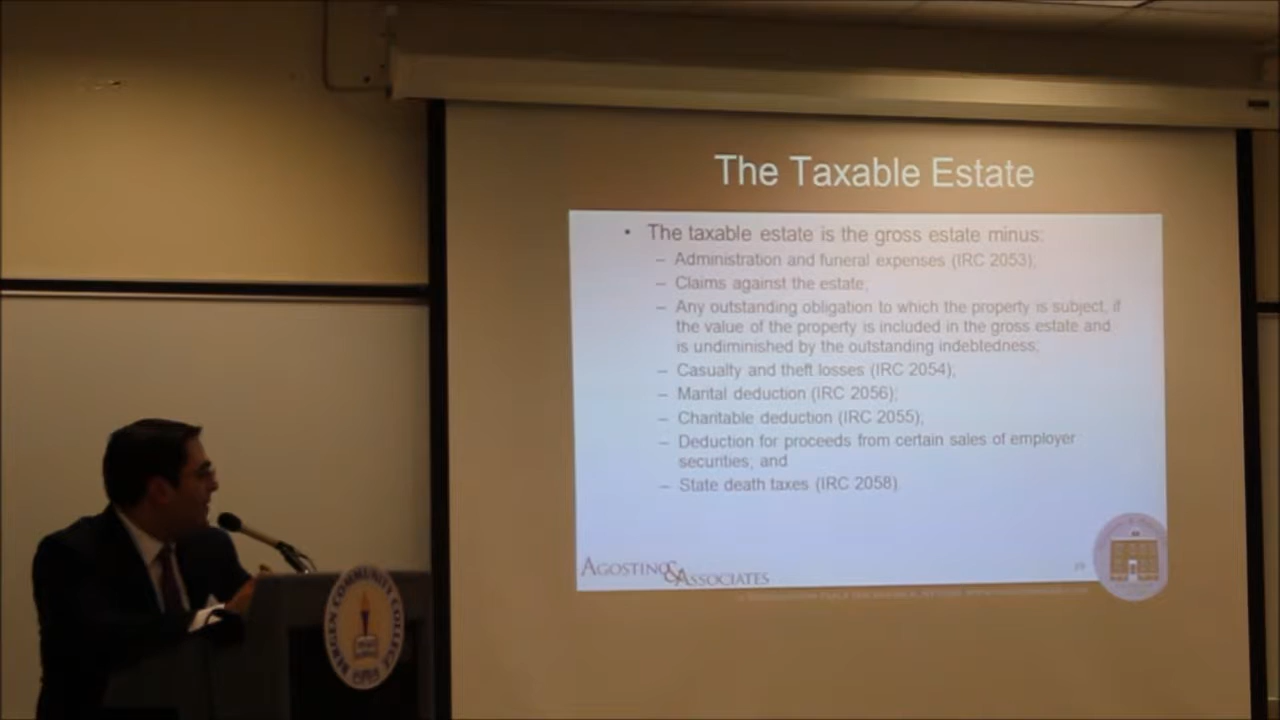 The Taxable Estate
• The taxable estate is the gross estate minus:
– Administration and funeral expenses (IRC 2053);
– Claims against the estate;
– Any outstanding obligation to which the property is subject, if
the value of the property is included in the gross estate and
is undiminished by the outstanding indebtedness;
– Casualty and theft losses (IRC 2054);
– Marital deduction (IRC 2056);
– Charitable deduction (IRC 2055);
– Deduction for proceeds from certain sales of employer
securities; and
– State death taxes (IRC 2058)
AGOSTINO & ASSOCIATES
BERGEN COMMUNITY COLLEGE